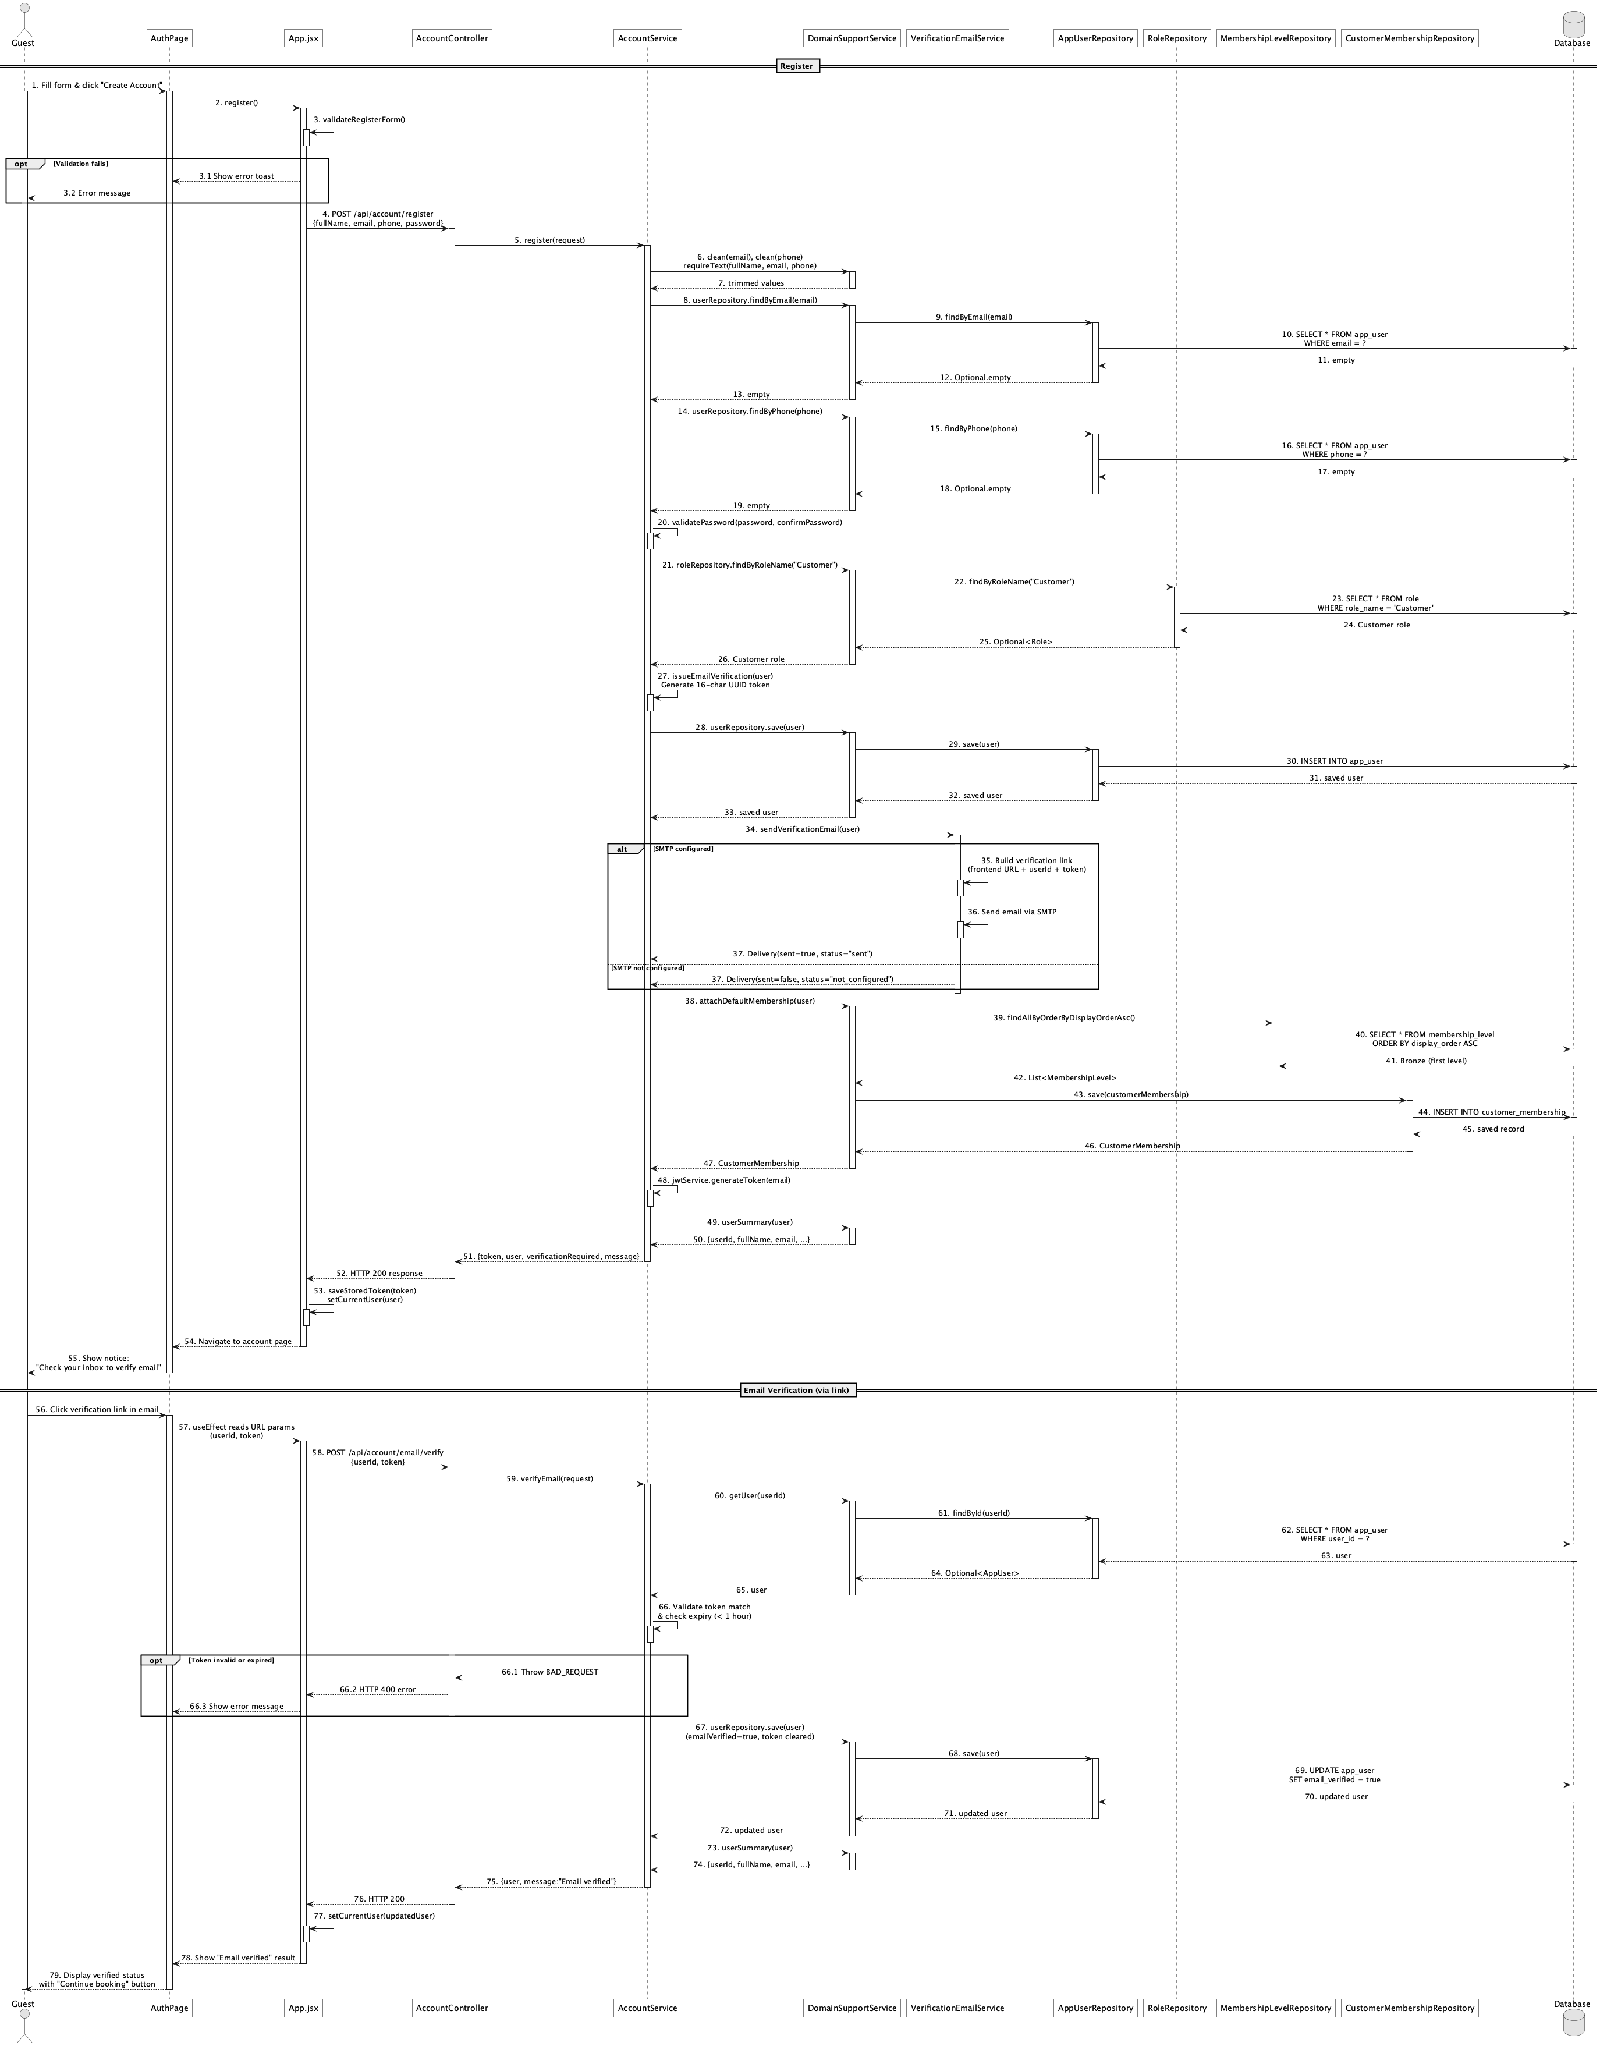 Guest
AuthPage
App.jsx
AccountController
AccountService
DomainSupportService
VerificationEmailService
AppUserRepository
RoleRepository
MembershipLevelRepository
CustomerMembershipRepository
Database
Register
1. Fill form & click "Create Account"
2. register()
3. validateRegisterForm()
opt
[Validation fails]
3.1 Show error toast
3.2 Error message
4. POST /api/account/register
{fullName, email, phone, password}
5. register(request)
6. clean(email), clean(phone)
requireText(fullName, email, phone)
7. trimmed values
8. userRepository.findByEmail(email)
9. findByEmail(email)
10. SELECT * FROM app_user
WHERE email = ?
11. empty
12. Optional.empty
13. empty
14. userRepository.findByPhone(phone)
15. findByPhone(phone)
16. SELECT * FROM app_user
WHERE phone = ?
17. empty
18. Optional.empty
19. empty
20. validatePassword(password, confirmPassword)
21. roleRepository.findByRoleName("Customer")
22. findByRoleName("Customer")
23. SELECT * FROM role
WHERE role_name = 'Customer'
24. Customer role
25. Optional<Role>
26. Customer role
27. issueEmailVerification(user)
Generate 16-char UUID token
28. userRepository.save(user)
29. save(user)
30. INSERT INTO app_user
31. saved user
32. saved user
33. saved user
34. sendVerificationEmail(user)
alt
[SMTP configured]
35. Build verification link
(frontend URL + userId + token)
36. Send email via SMTP
37. Delivery(sent=true, status="sent")
[SMTP not configured]
37. Delivery(sent=false, status="not_configured")
38. attachDefaultMembership(user)
39. findAllByOrderByDisplayOrderAsc()
40. SELECT * FROM membership_level
ORDER BY display_order ASC
41. Bronze (first level)
42. List<MembershipLevel>
43. save(customerMembership)
44. INSERT INTO customer_membership
45. saved record
46. CustomerMembership
47. CustomerMembership
48. jwtService.generateToken(email)
49. userSummary(user)
50. {userId, fullName, email, ...}
51. {token, user, verificationRequired, message}
52. HTTP 200 response
53. saveStoredToken(token)
setCurrentUser(user)
54. Navigate to account page
55. Show notice:
"Check your inbox to verify email"
Email Verification (via link)
56. Click verification link in email
57. useEffect reads URL params
(userId, token)
58. POST /api/account/email/verify
{userId, token}
59. verifyEmail(request)
60. getUser(userId)
61. findById(userId)
62. SELECT * FROM app_user
WHERE user_id = ?
63. user
64. Optional<AppUser>
65. user
66. Validate token match
& check expiry (< 1 hour)
opt
[Token invalid or expired]
66.1 Throw BAD_REQUEST
66.2 HTTP 400 error
66.3 Show error message
67. userRepository.save(user)
(emailVerified=true, token cleared)
68. save(user)
69. UPDATE app_user
SET email_verified = true
70. updated user
71. updated user
72. updated user
73. userSummary(user)
74. {userId, fullName, email, ...}
75. {user, message:"Email verified"}
76. HTTP 200
77. setCurrentUser(updatedUser)
78. Show "Email verified" result
79. Display verified status
with "Continue booking" button
Guest
AuthPage
App.jsx
AccountController
AccountService
DomainSupportService
VerificationEmailService
AppUserRepository
RoleRepository
MembershipLevelRepository
CustomerMembershipRepository
Database